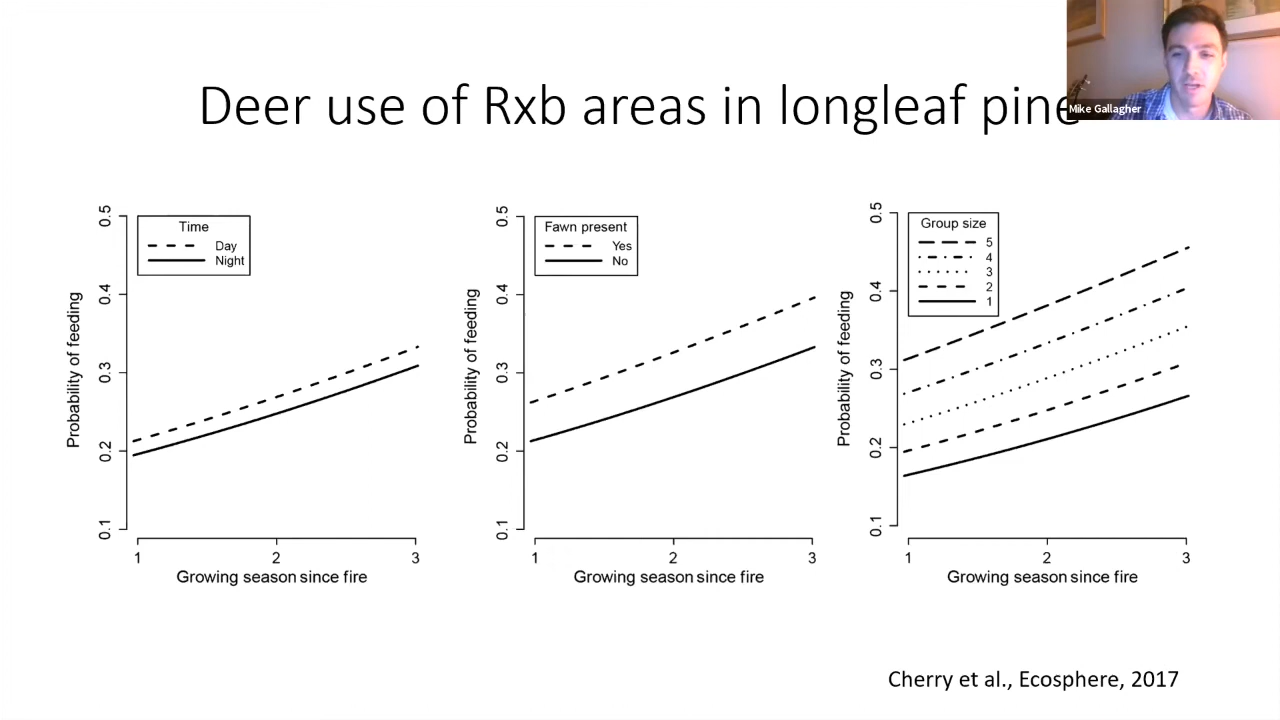 Mike Gallagher
Deer use of Rxb areas in longleaf pine
Time
Day
Night
Probability of feeding
0.5
0.4
0.3
0.2
0.1
1 2 3
Growing season since fire
Fawn present
Yes
No
Probability of feeding
0.5
0.4
0.3
0.2
0.1
1 2 3
Growing season since fire
Group size
5
4
3
2
1
Probability of feeding
0.5
0.4
0.3
0.2
0.1
1 2 3
Growing season since fire
Cherry et al., Ecosphere, 2017